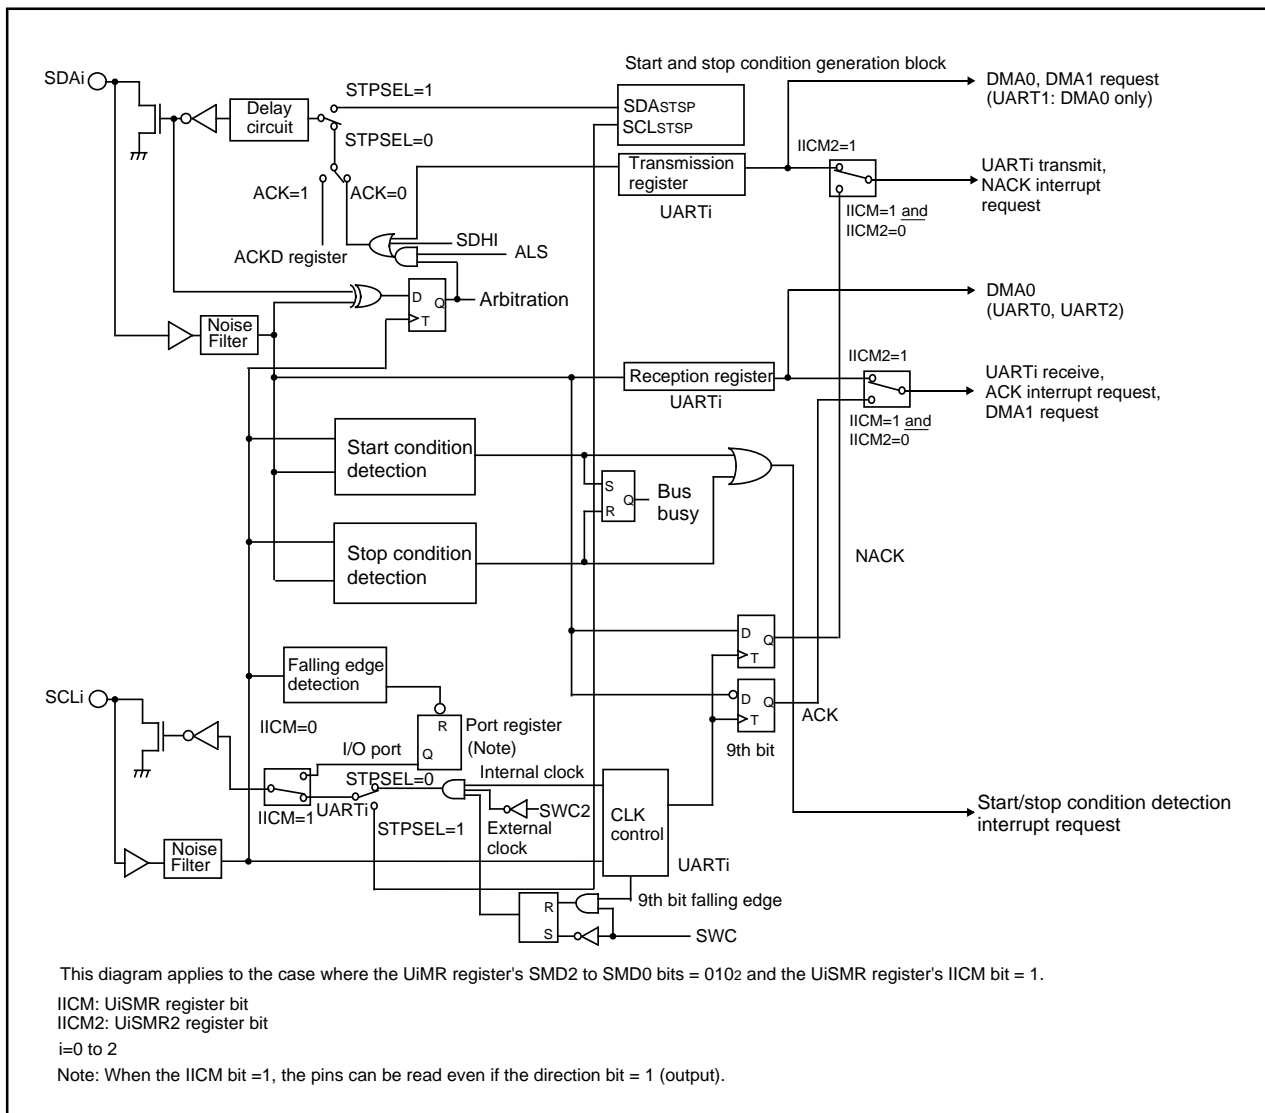 Start and stop condition generation block
SDAi
STPSEL=1
Delay
circuit
STPSEL=0
SDASTSP
SCLSTSP
DMA0, DMA1 request
(UART1: DMA0 only)
IICM2=1
Transmission
register
UARTi
UARTi transmit,
NACK interrupt
request
IICM=1 and
IICM2=0
ACK=1
ACK=0
SDHI
ALS
ACKD register
D
Q
T
Arbitration
Noise
Filter
DMA0
(UART0, UART2)
IICM2=1
Reception register
UARTi
UARTi receive,
ACK interrupt request,
DMA1 request
IICM=1 and
IICM2=0
Start condition
detection
S
Q
R
Bus
busy
Stop condition
detection
NACK
D
Q
T
Falling edge
detection
D
Q
T
ACK
9th bit
SCLi
IICM=0
R
Q
Port register
(Note)
I/O port
STPSEL=0
Internal clock
UARTi
IICM=1
STPSEL=1
SWC2
External
clock
CLK
control
UARTi
Start/stop condition detection
interrupt request
Noise
Filter
9th bit falling edge
R
S
SWC
This diagram applies to the case where the UiMR register's SMD2 to SMD0 bits = 0102 and the UiSMR register's IICM bit = 1.
IICM: UiSMR register bit
IICM2: UiSMR2 register bit
i=0 to 2
Note: When the IICM bit =1, the pins can be read even if the direction bit = 1 (output).